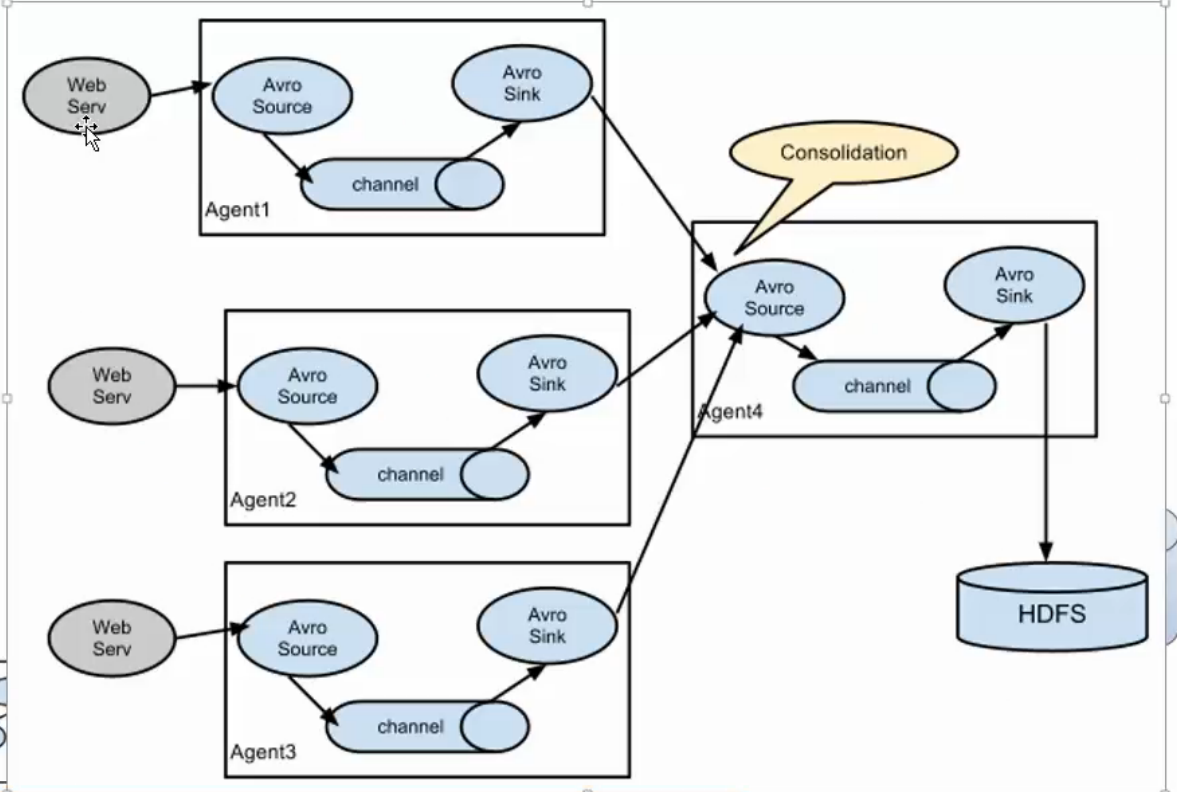 Web
Serv
Avro
Source
Avro
Sink
channel
Agent1
Consolidation
Web
Serv
Avro
Source
Avro
Sink
channel
Agent2
Avro
Source
Avro
Sink
channel
Agent4
Web
Serv
Avro
Source
Avro
Sink
channel
Agent3
HDFS